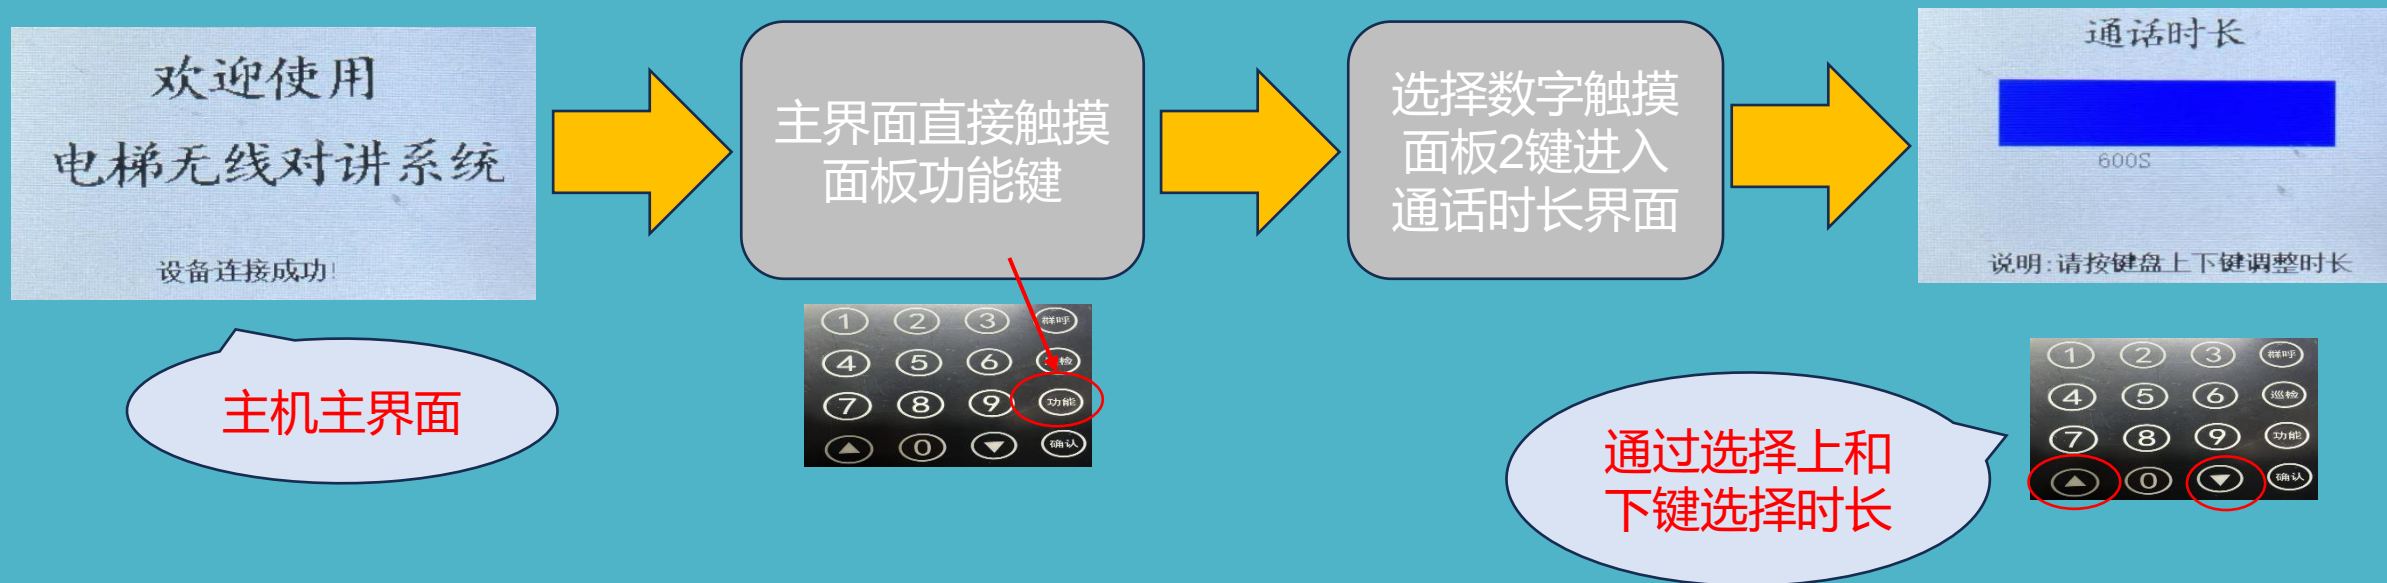 欢迎使用
电梯无线对讲系统
设备连接成功!
主机主界面
主界面直接触摸
面板功能键
1 2 3 群呼
4 5 6 检
7 8 9 功能
0 确认
选择数字触摸
面板2键进入
通话时长界面
通话时长
600S
说明:请按键盘上下键调整时长
通过选择上和
下键选择时长
1 2 3 群呼
4 5 6 巡检
7 8 9 功能
0 确认